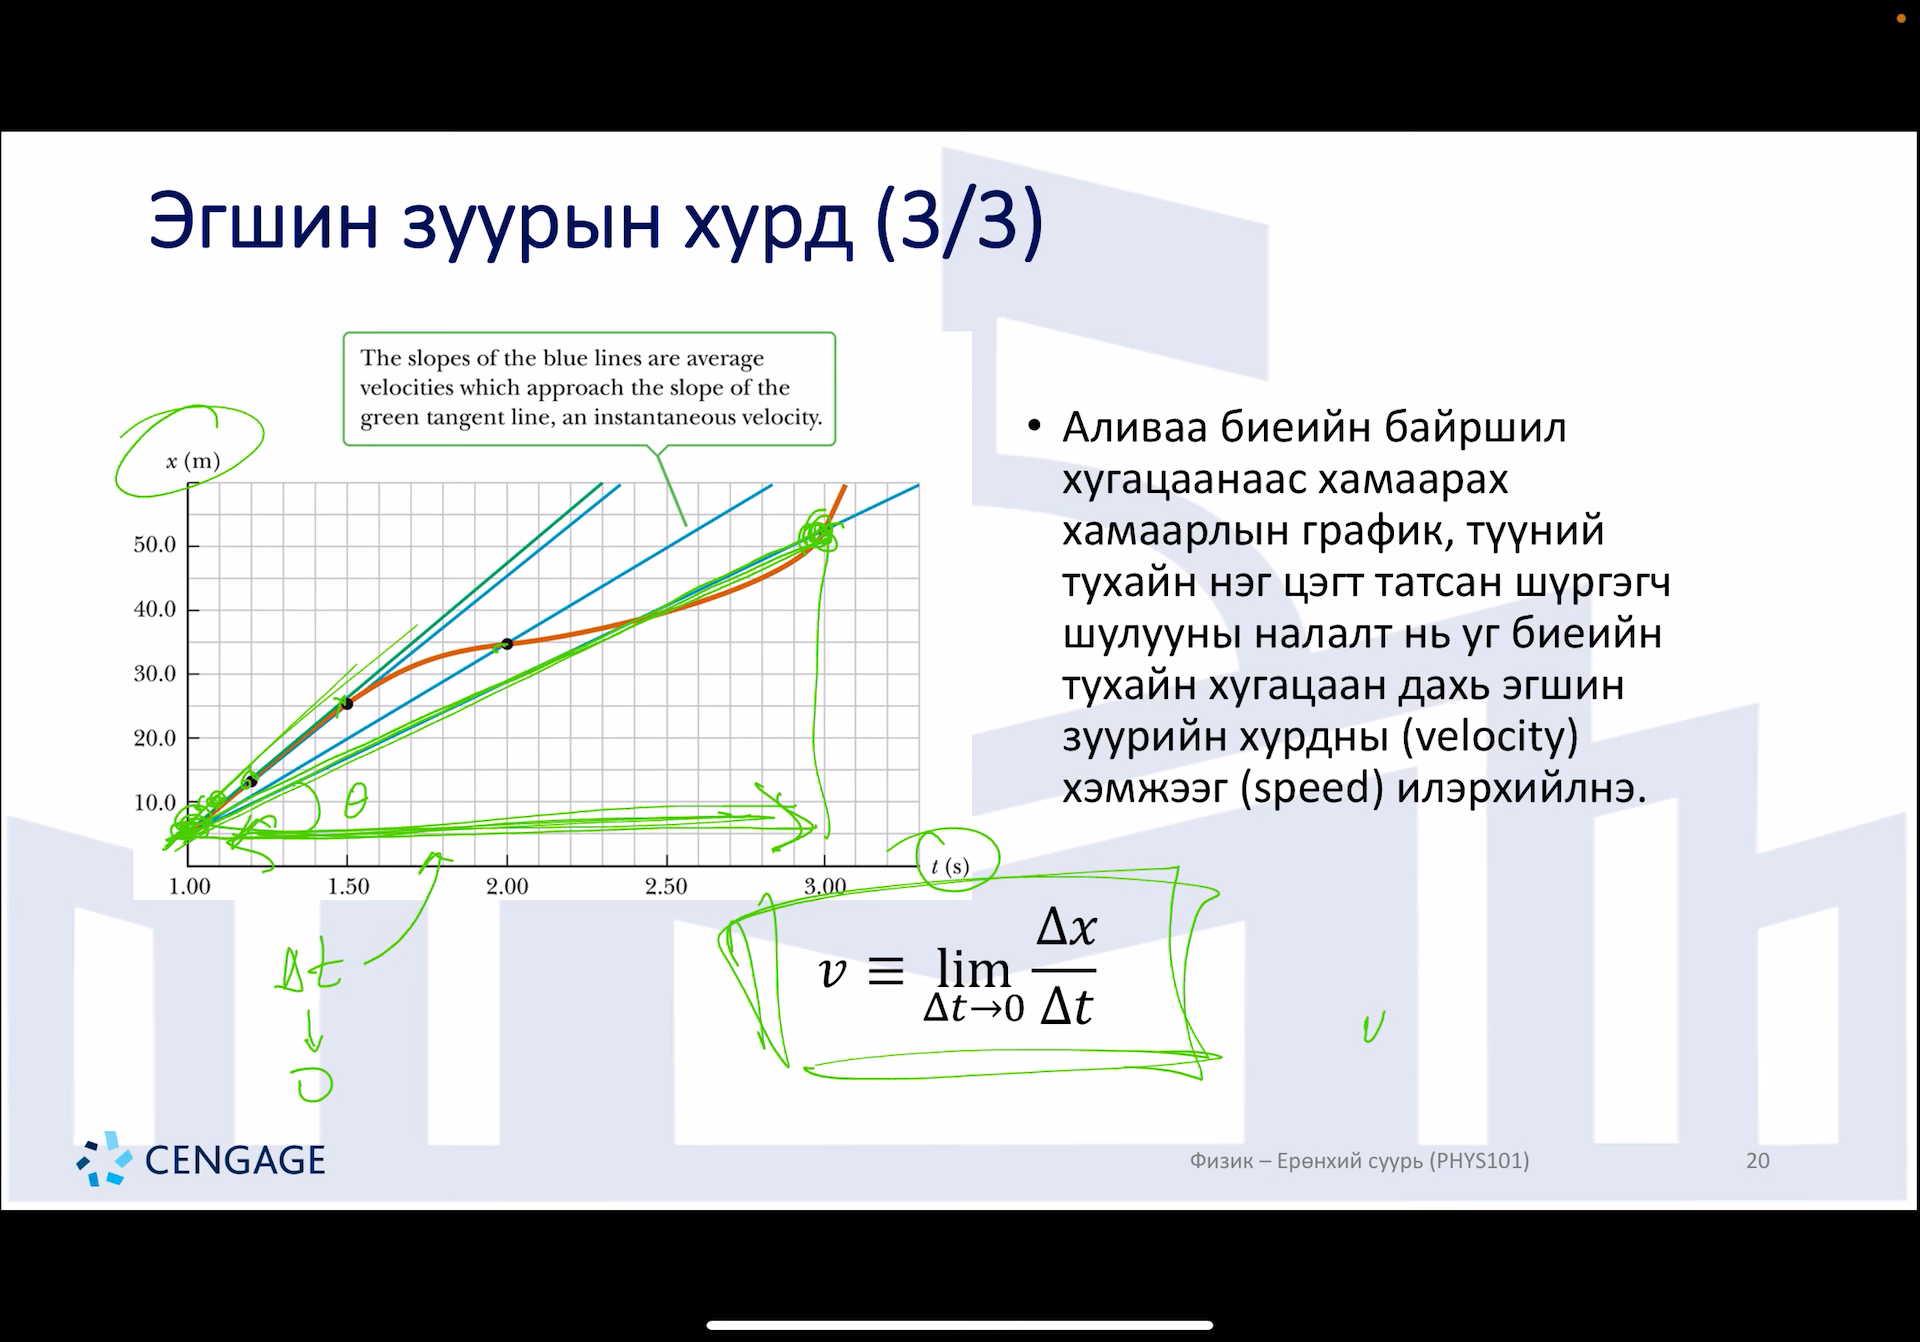 Эгшин зуурын хурд (3/3)
The slopes of the blue lines are average
velocities which approach the slope of the
green tangent line, an instantaneous velocity.
x (m)
50.0
40.0
30.0
20.0
10.0
θ
1.00 1.50 2.00 2.50 3.00
t (s)
Δt
↓
0
• Аливаа биеийн байршил
хугацаанаас хамаарах
хамаарлын график, түүний
тухайн нэг цэгт татсан шүргэгч
шулууны налалт нь уг биеийн
тухайн хугацаан дахь эгшин
зуурийн хурдны (velocity)
хэмжээг (speed) илэрхийлнэ.
v ≡ lim Δt→0 Δx/Δt
v
CENGAGE
Физик – Ерөнхий суурь (PHYS101)
20